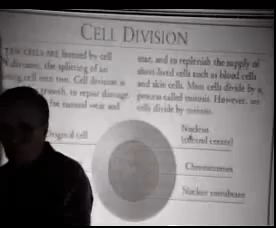 CELL DIVISION
CELLS ARE formed by cell
division, the splitting of an
cell into two. Cell division is
growth, to repair damage,
for natural wear and
tear, and to replenish the supply of
short-lived cells such as blood cells
and skin cells. Most cells divide by a
process called mitosis. However,
cells divide by meiosis.
Original cell
Nucleus
(control center)
Chromosomes
Nuclear membrane